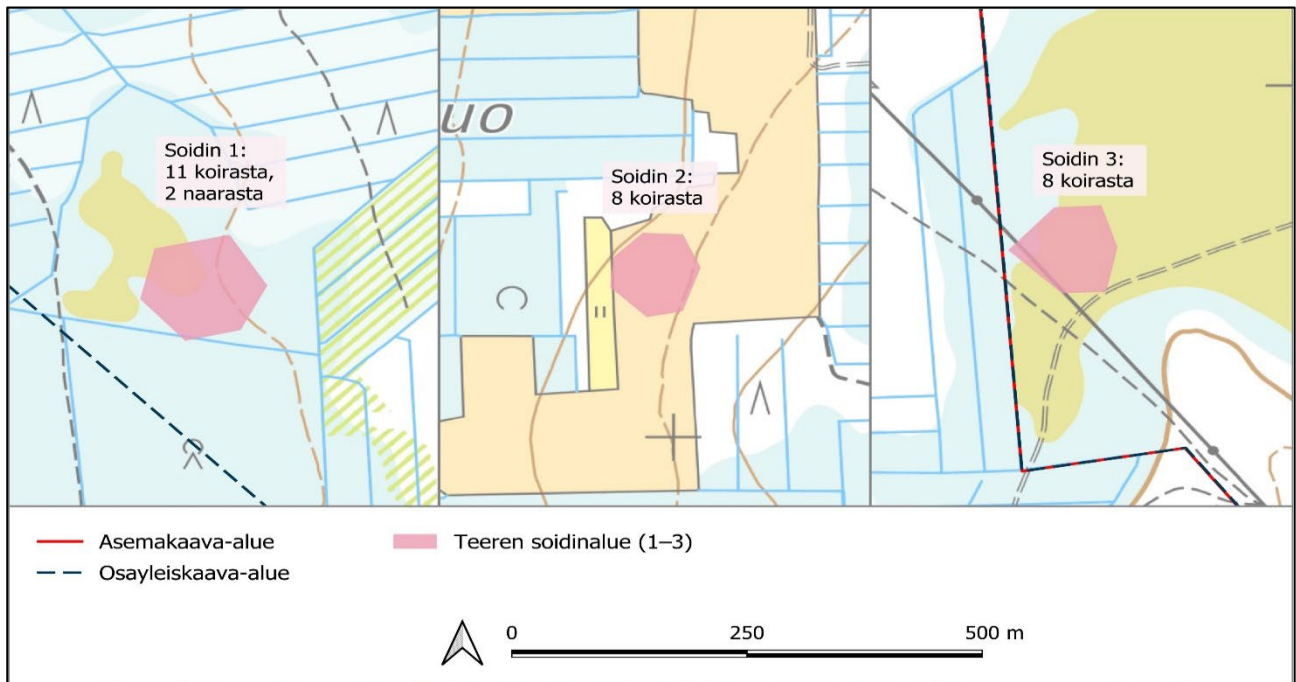 Soidin 1:
11 koirasta,
2 naarasta
uo
Soidin 2:
8 koirasta
Soidin 3:
8 koirasta
Asemakaava-alue
Osayleiskaava-alue
Teeren soidinalue (1–3)
0 250 500 m